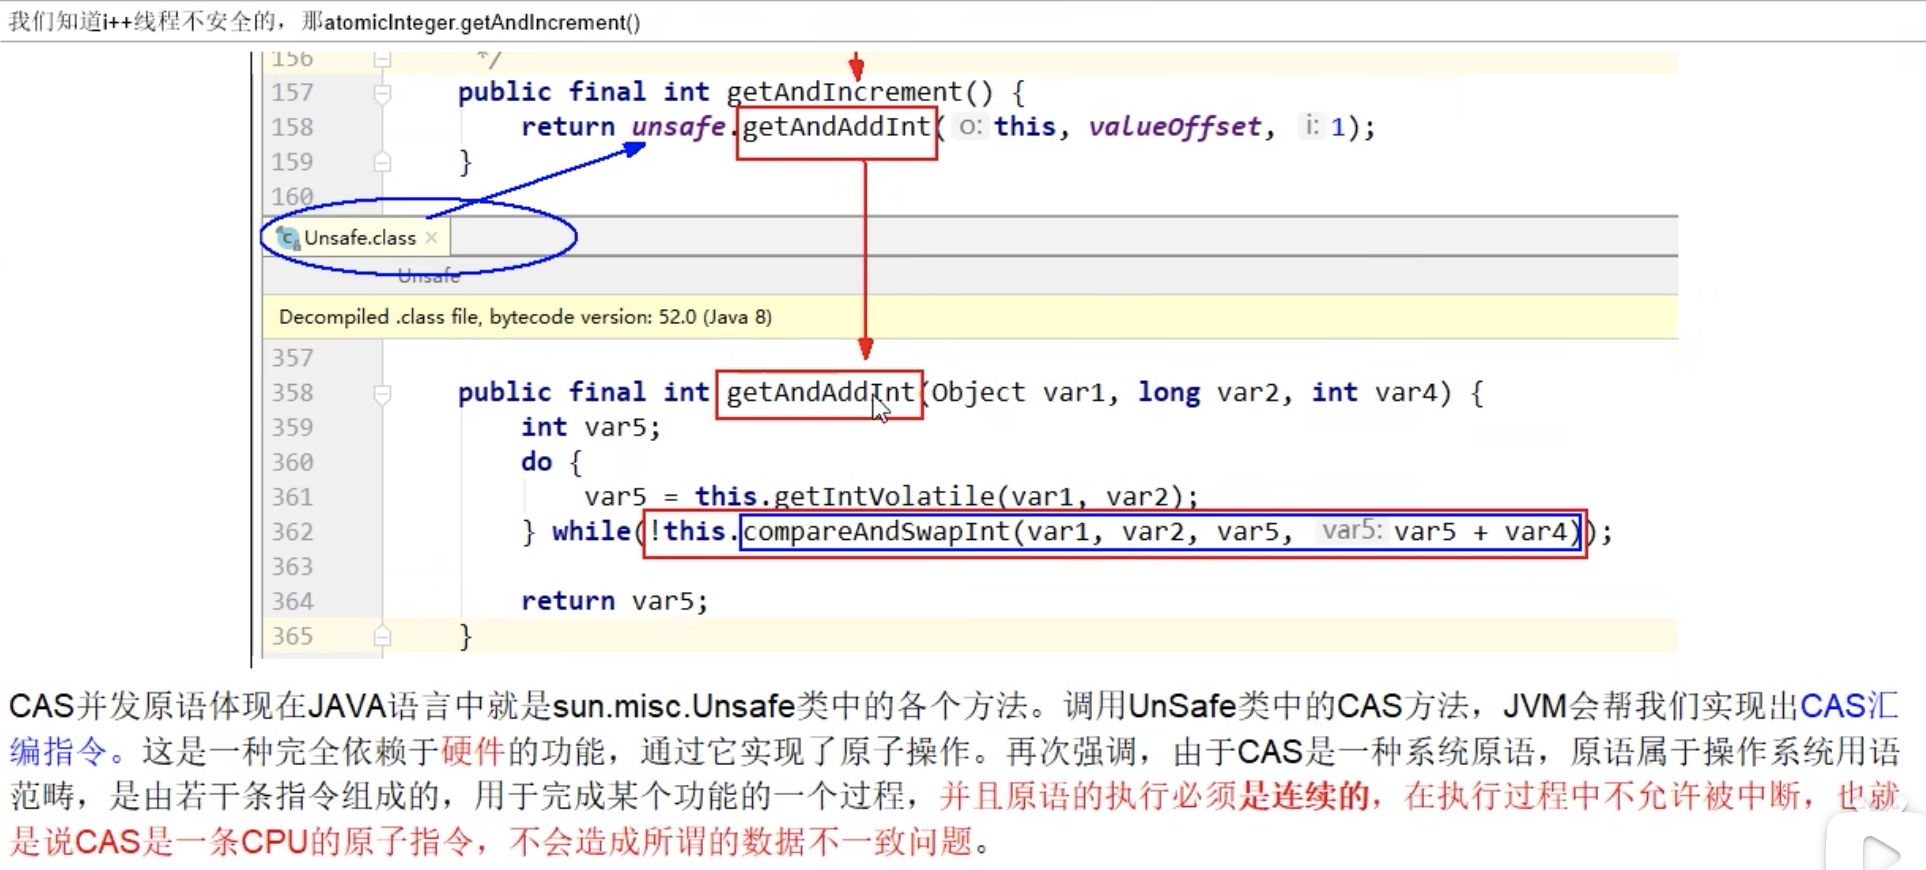 我们知道i++线程不安全的，那atomicInteger.getAndIncrement()
156 */
157 public final int getAndIncrement() {
158 return unsafe.getAndAddInt( o: this, valueOffset, i: 1);
159 }
160
Unsafe.class ×
Unsafe
Decompiled .class file, bytecode version: 52.0 (Java 8)
357
358 public final int getAndAddInt(Object var1, long var2, int var4) {
359 int var5;
360 do {
361 var5 = this.getIntVolatile(var1, var2);
362 } while(!this.compareAndSwapInt(var1, var2, var5, var5: var5 + var4));
363
364 return var5;
365 }
CAS并发原语体现在JAVA语言中就是sun.misc.Unsafe类中的各个方法。调用UnSafe类中的CAS方法，JVM会帮我们实现出CAS汇
编指令。这是一种完全依赖于硬件的功能，通过它实现了原子操作。再次强调，由于CAS是一种系统原语，原语属于操作系统用语
范畴，是由若干条指令组成的，用于完成某个功能的一个过程，并且原语的执行必须是连续的，在执行过程中不允许被中断，也就
是说CAS是一条CPU的原子指令，不会造成所谓的数据不一致问题。